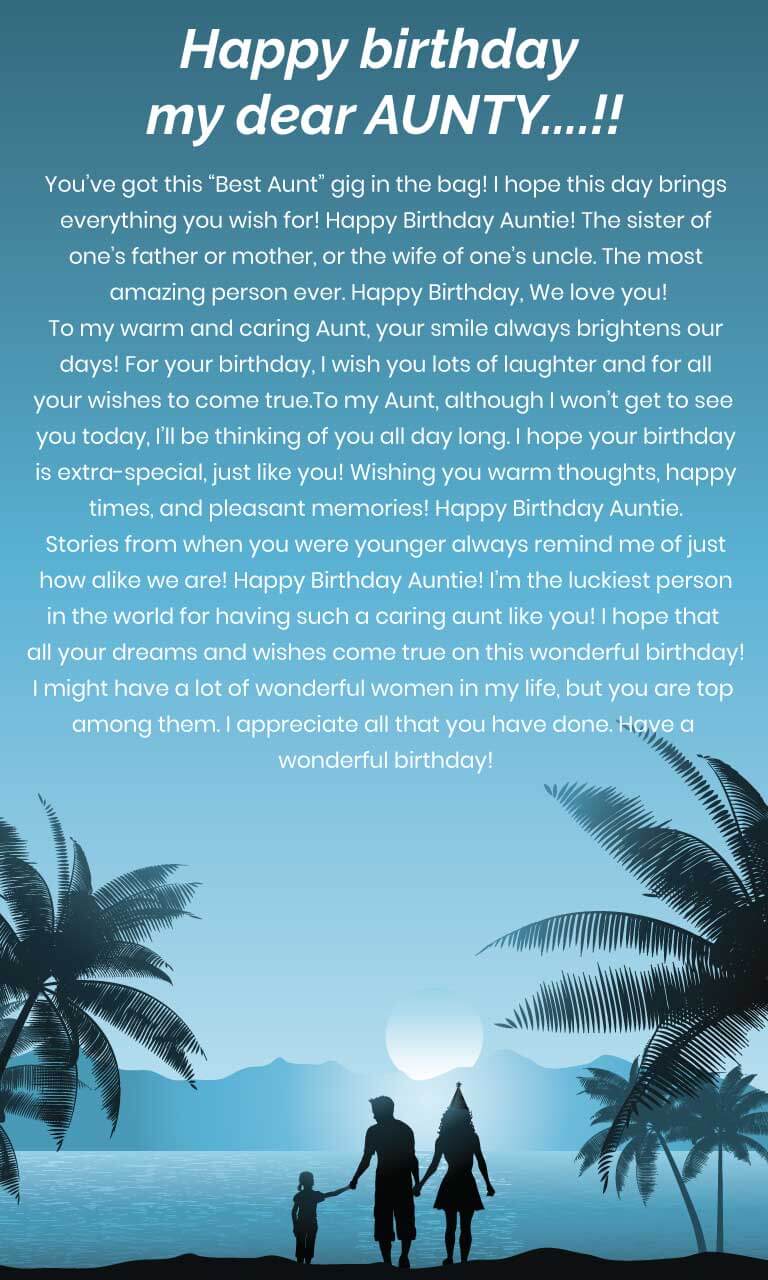 Happy birthday
my dear AUNTY....!!
You’ve got this “Best Aunt” gig in the bag! I hope this day brings
everything you wish for! Happy Birthday Auntie! The sister of
one’s father or mother, or the wife of one’s uncle. The most
amazing person ever. Happy Birthday, We love you!
To my warm and caring Aunt, your smile always brightens our
days! For your birthday, I wish you lots of laughter and for all
your wishes to come true.To my Aunt, although I won’t get to see
you today, I’ll be thinking of you all day long. I hope your birthday
is extra-special, just like you! Wishing you warm thoughts, happy
times, and pleasant memories! Happy Birthday Auntie.
Stories from when you were younger always remind me of just
how alike we are! Happy Birthday Auntie! I’m the luckiest person
in the world for having such a caring aunt like you! I hope that
all your dreams and wishes come true on this wonderful birthday!
I might have a lot of wonderful women in my life, but you are top
among them. I appreciate all that you have done. Have a
wonderful birthday!